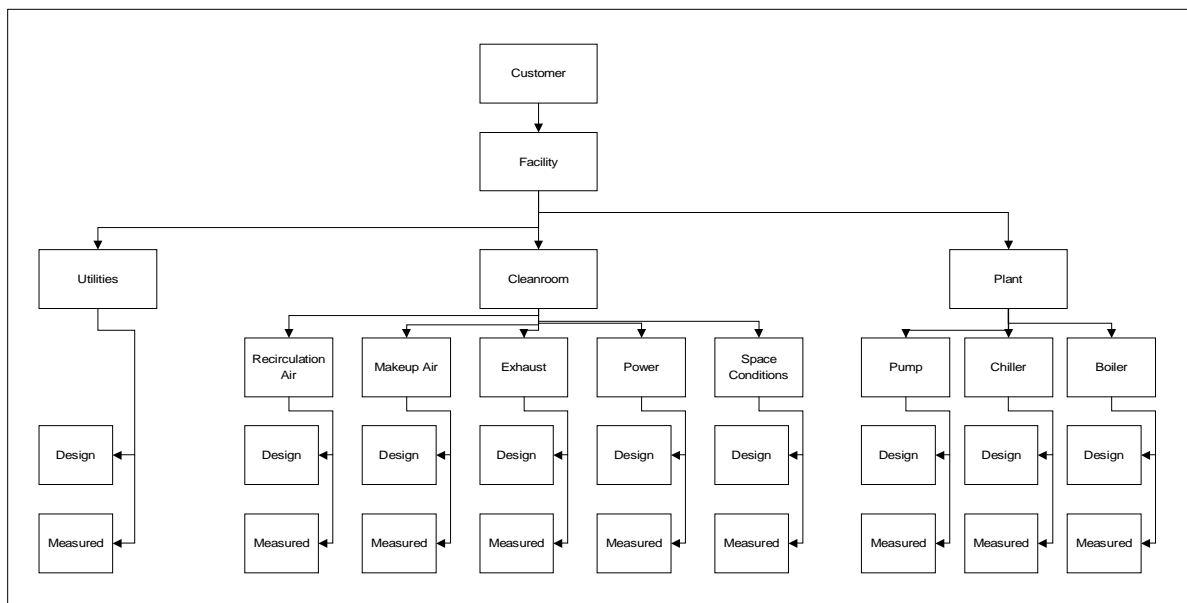 Customer
Facility
Utilities
Cleanroom
Plant
Recirculation
Air
Makeup Air
Exhaust
Power
Space
Conditions
Pump
Chiller
Boiler
Design
Design
Design
Design
Design
Design
Design
Design
Design
Measured
Measured
Measured
Measured
Measured
Measured
Measured
Measured
Measured